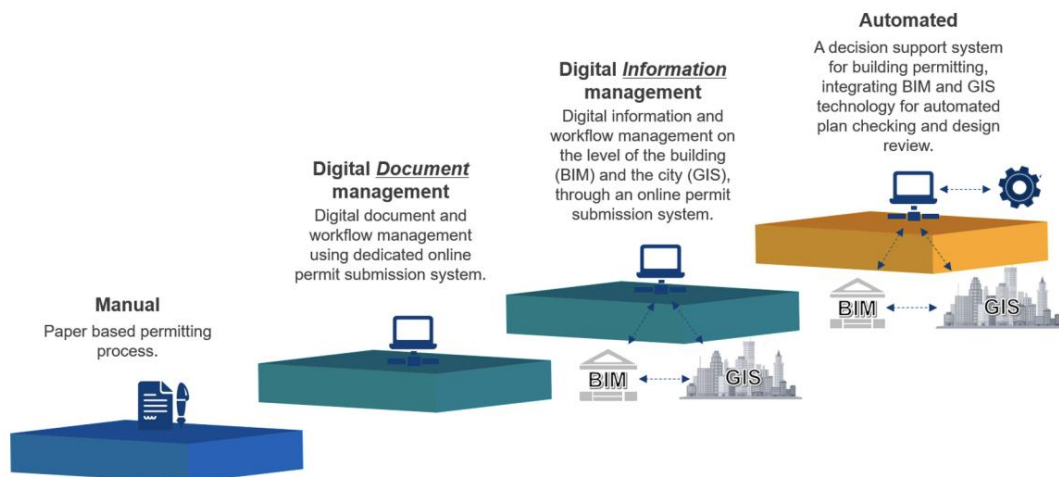 Manual
Paper based permitting
process.
Digital Document
management
Digital document and
workflow management
using dedicated online
permit submission system.
Digital Information
management
Digital information and
workflow management on
the level of the building
(BIM) and the city (GIS),
through an online permit
submission system.
BIM
GIS
Automated
A decision support system
for building permitting,
integrating BIM and GIS
technology for automated
plan checking and design
review.
BIM
GIS